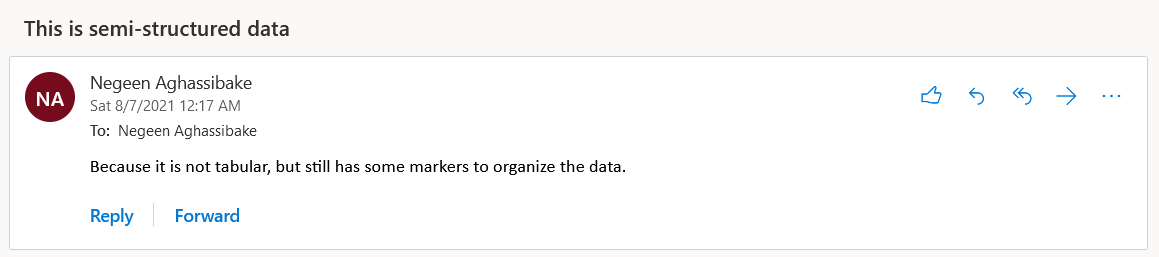 This is semi-structured data
NA
Negeen Aghassibake
Sat 8/7/2021 12:17 AM
To: Negeen Aghassibake
Because it is not tabular, but still has some markers to organize the data.
Reply Forward